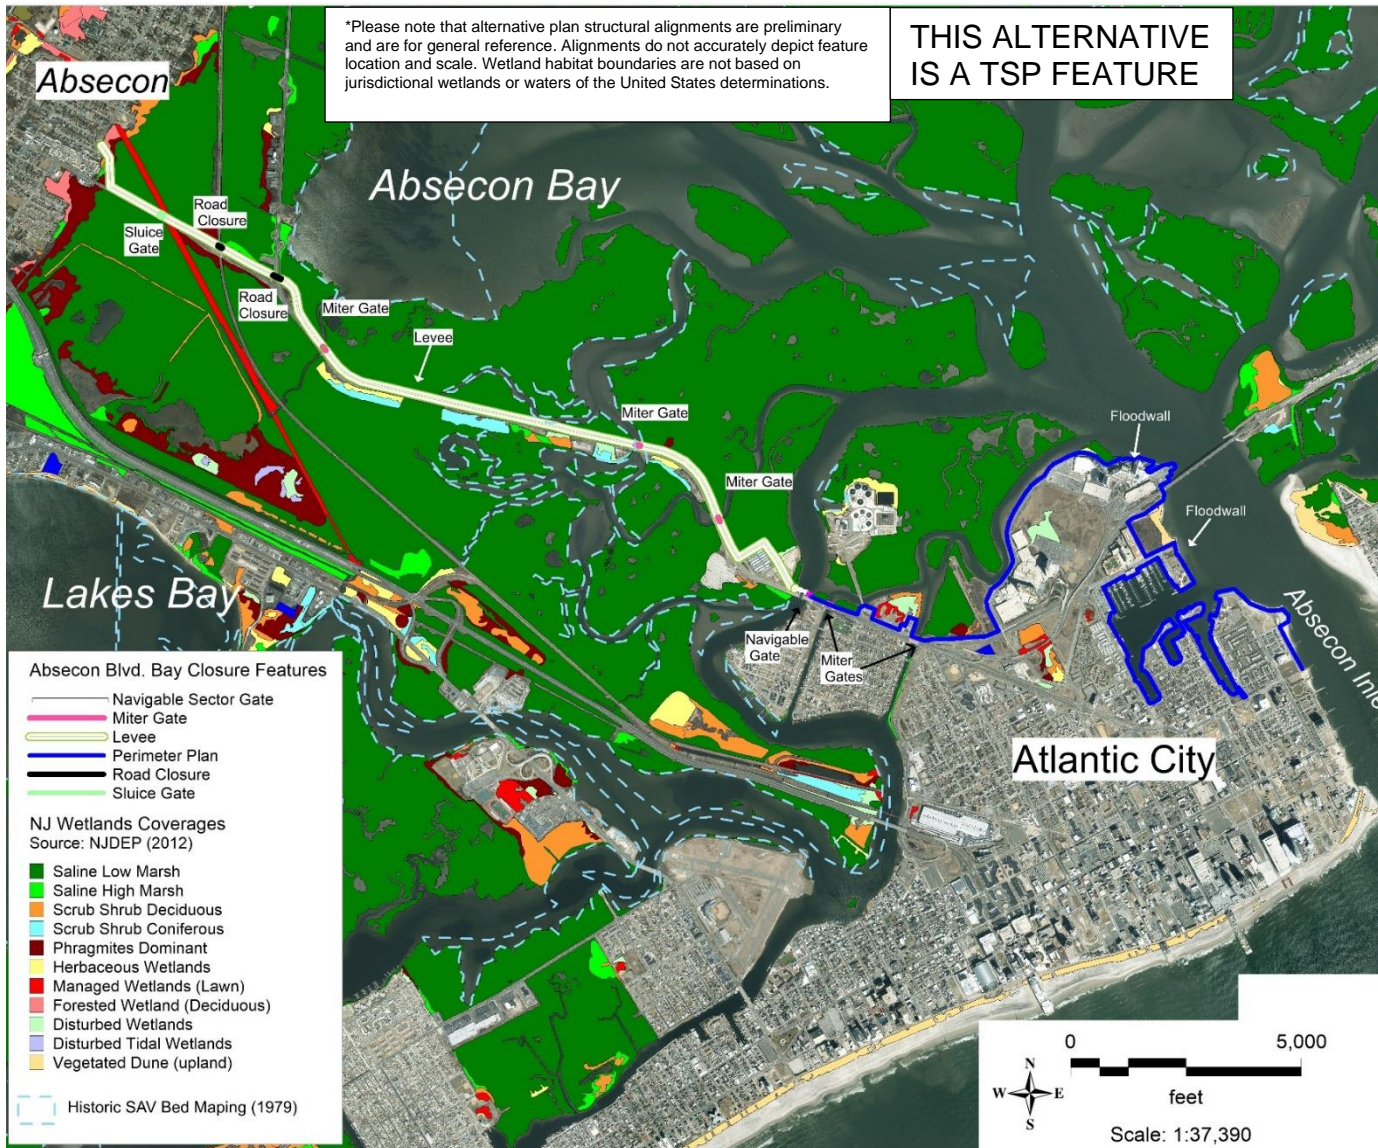 *Please note that alternative plan structural alignments are preliminary
and are for general reference. Alignments do not accurately depict feature
location and scale. Wetland habitat boundaries are not based on
jurisdictional wetlands or waters of the United States determinations.
THIS ALTERNATIVE
IS A TSP FEATURE
Absecon
Absecon Bay
Road
Closure
Sluice
Gate
Road
Closure
Miter Gate
Levee
Miter Gate
Floodwall
Miter Gate
Floodwall
Lakes Bay
Absecon Inle
Navigable
Gate
Miter
Gates
Atlantic City
Absecon Blvd. Bay Closure Features
Navigable Sector Gate
Miter Gate
Levee
Perimeter Plan
Road Closure
Sluice Gate
NJ Wetlands Coverages
Source: NJDEP (2012)
Saline Low Marsh
Saline High Marsh
Scrub Shrub Deciduous
Scrub Shrub Coniferous
Phragmites Dominant
Herbaceous Wetlands
Managed Wetlands (Lawn)
Forested Wetland (Deciduous)
Disturbed Wetlands
Disturbed Tidal Wetlands
Vegetated Dune (upland)
Historic SAV Bed Maping (1979)
0 5,000
feet
N
W E
S
Scale: 1:37,390